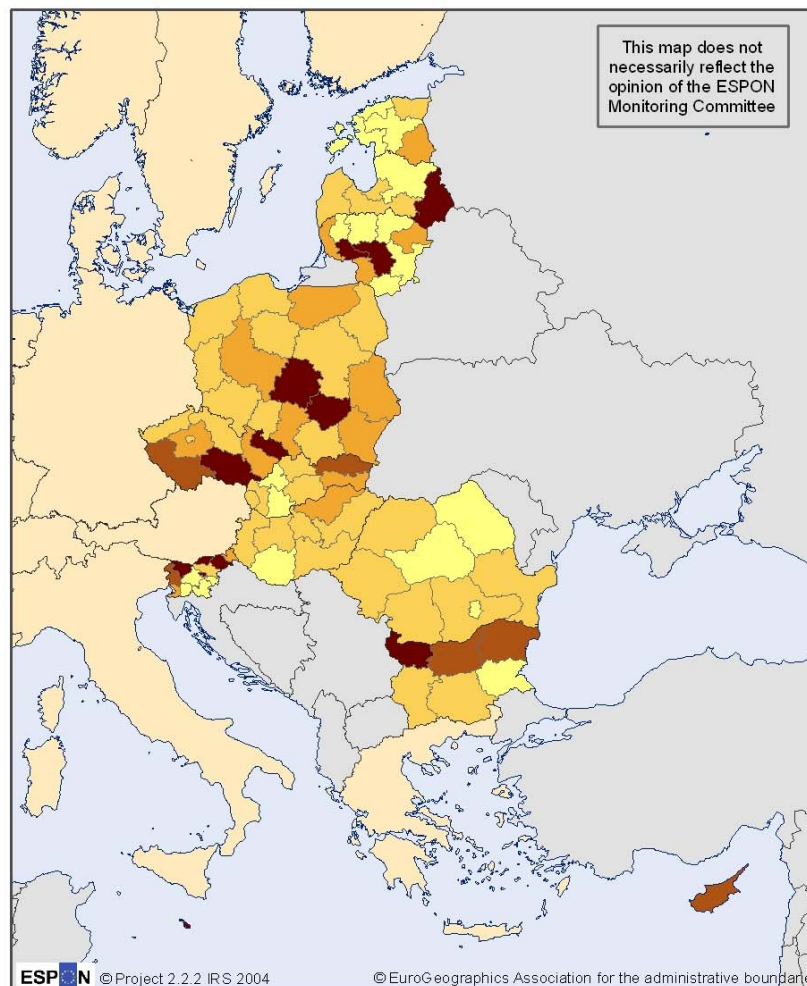 This map does not
necessarily reflect the
opinion of the ESPON
Monitoring Committee
ESPON © Project 2.2.2 IRS 2004
© EuroGeographics Association for the administrative boundarie